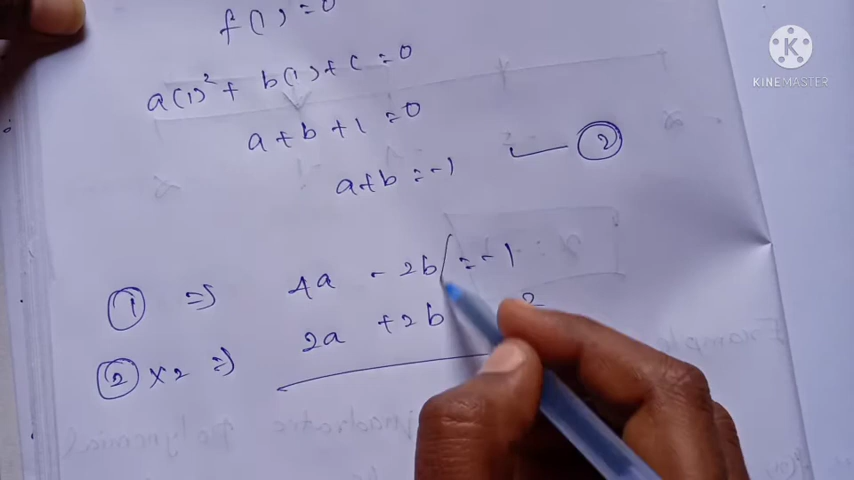 f(1) = 0
a(1)² + b(1) + c = 0
a + b + 1 = 0
a + b = -1 ②
① ⇒ 4a - 2b = -1
② × 2 ⇒ 2a + 2b 2
KINEMASTER